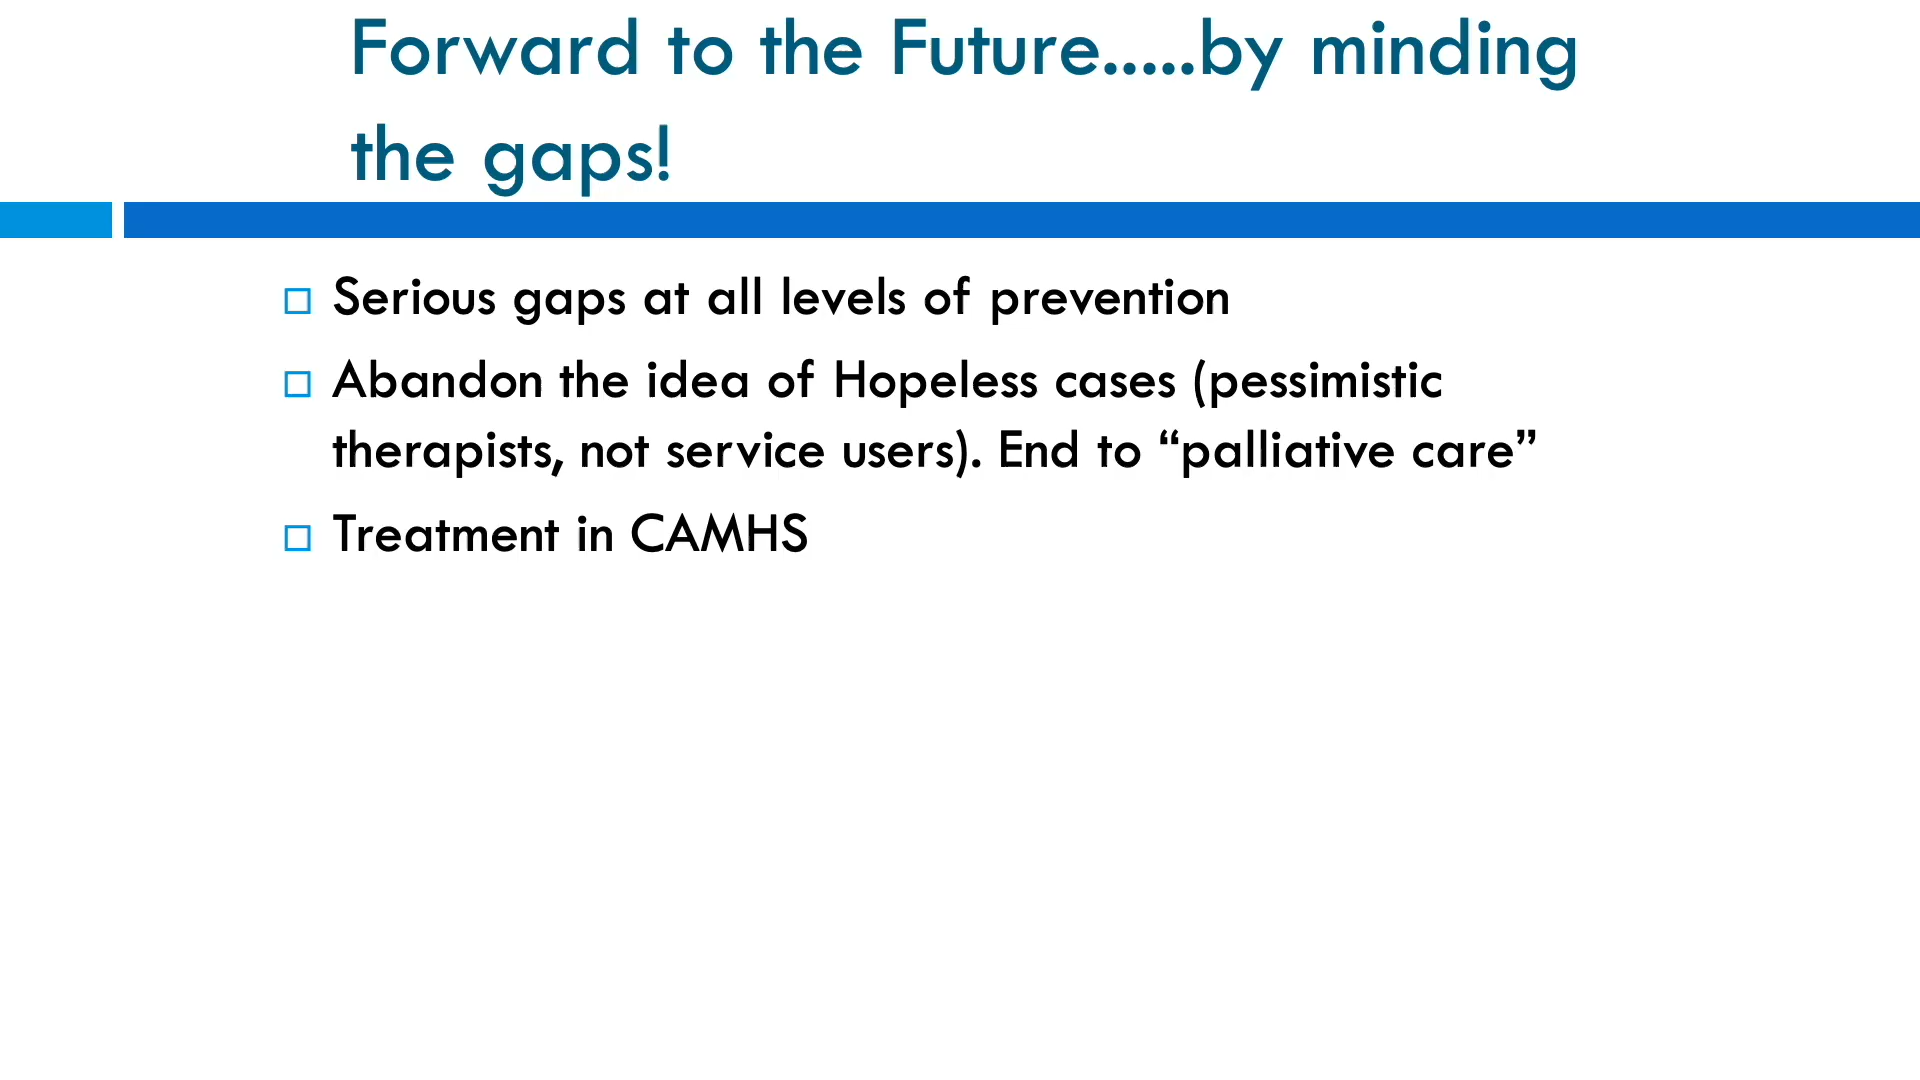 Forward to the Future.....by minding
the gaps!
Serious gaps at all levels of prevention
Abandon the idea of Hopeless cases (pessimistic
therapists, not service users). End to “palliative care”
Treatment in CAMHS